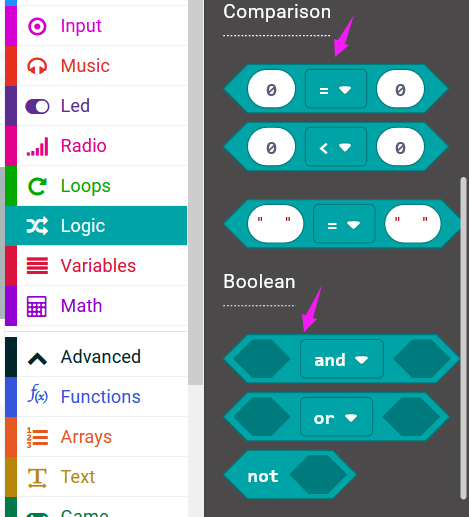 Input
Music
Led
Radio
Loops
Logic
Variables
Math
Advanced
Functions
Arrays
Text
Game
Comparison
0 = 0
0 < 0
" " = " "
Boolean
and
or
not